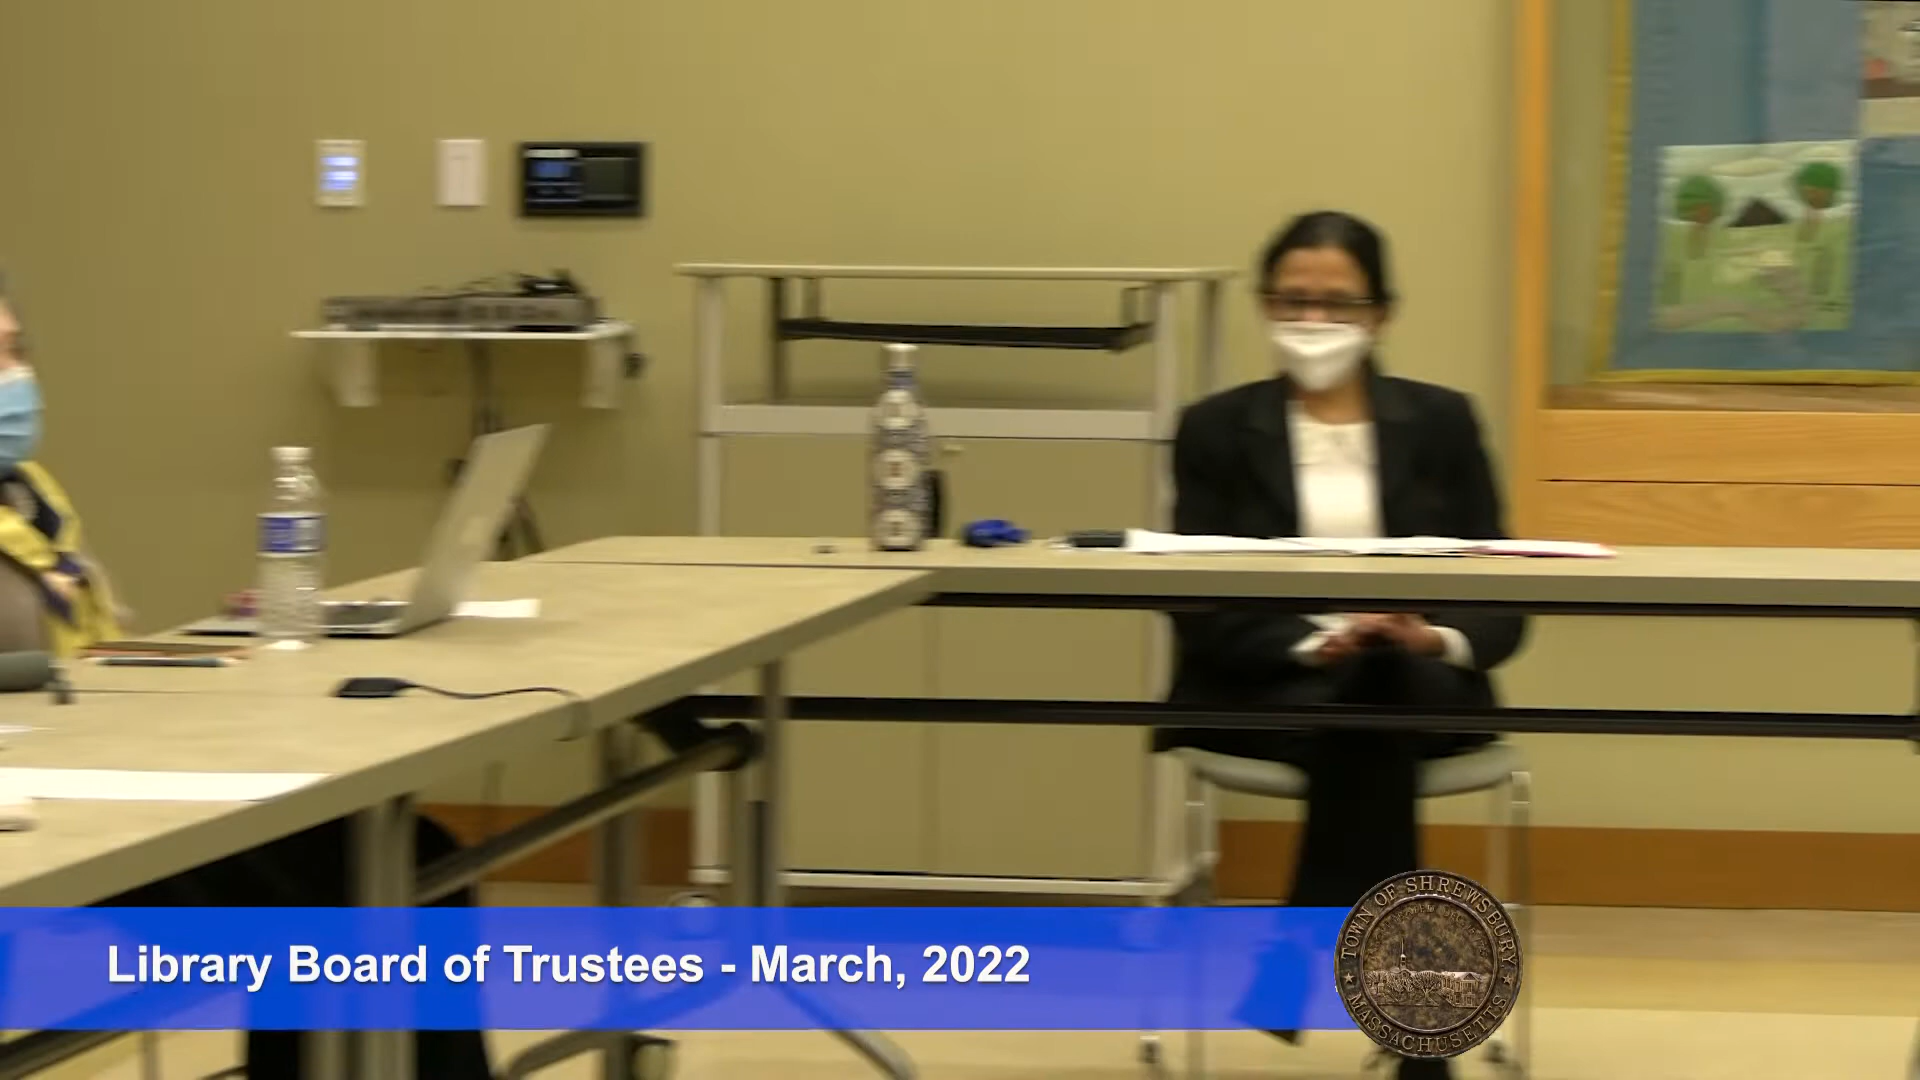 Library Board of Trustees - March, 2022
TOWN OF SHREWSBURY
MASSACHUSETTS